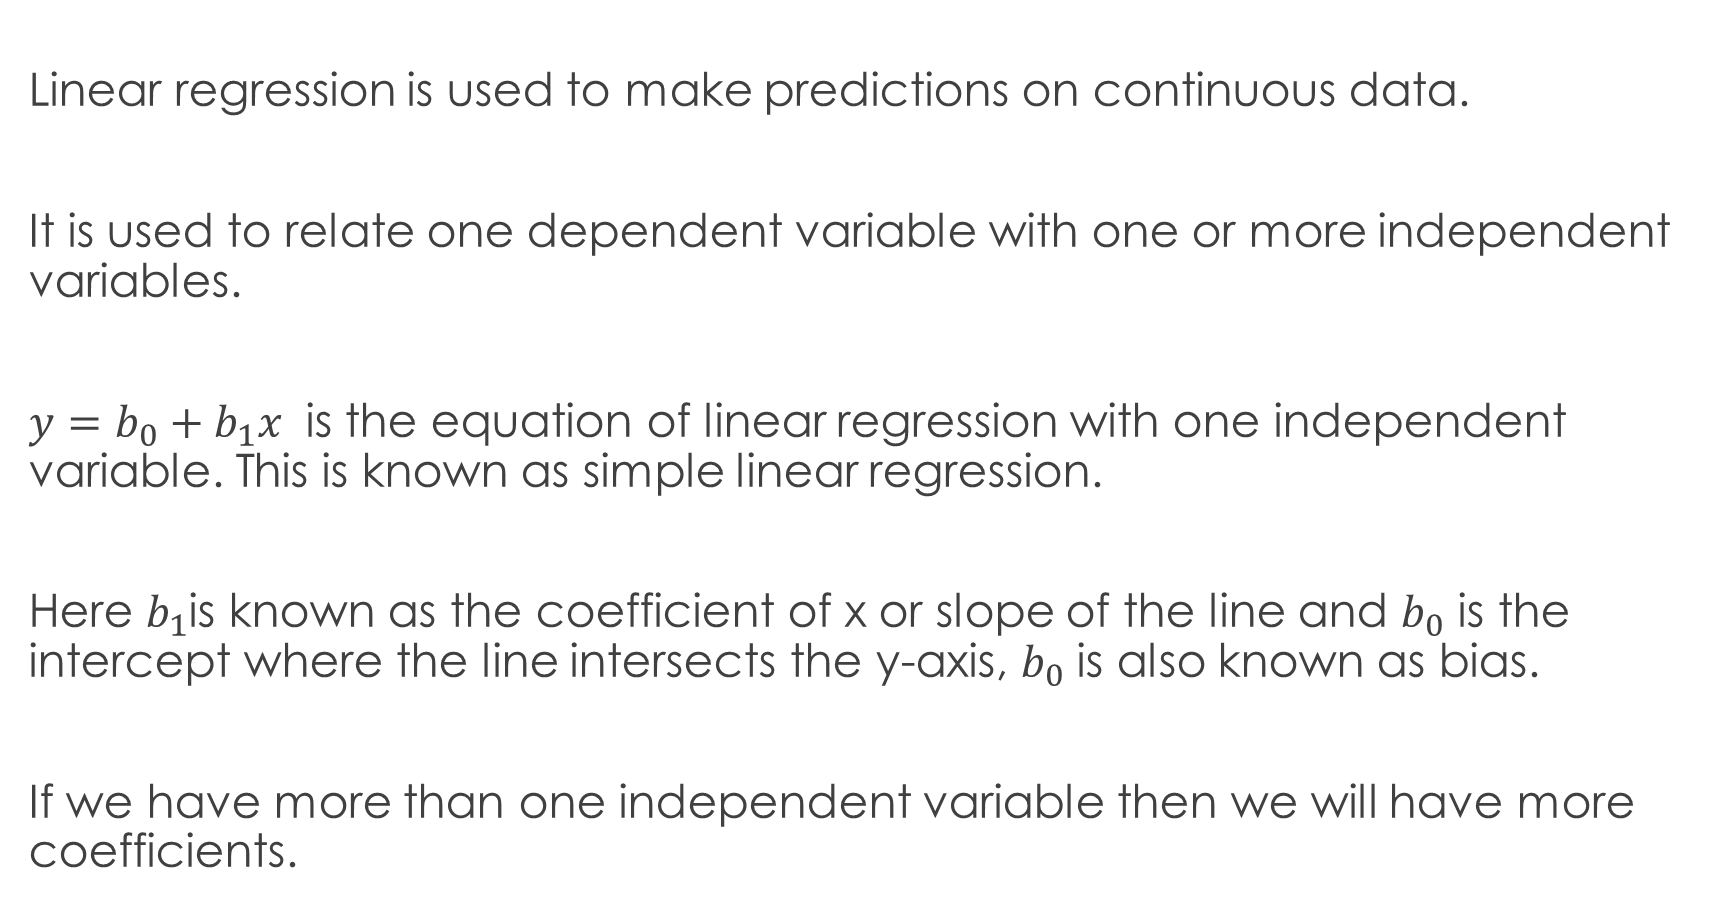 Linear regression is used to make predictions on continuous data.
It is used to relate one dependent variable with one or more independent
variables.
y = b₀ + b₁x is the equation of linear regression with one independent
variable. This is known as simple linear regression.
Here b₁is known as the coefficient of x or slope of the line and b₀ is the
intercept where the line intersects the y-axis, b₀ is also known as bias.
If we have more than one independent variable then we will have more
coefficients.